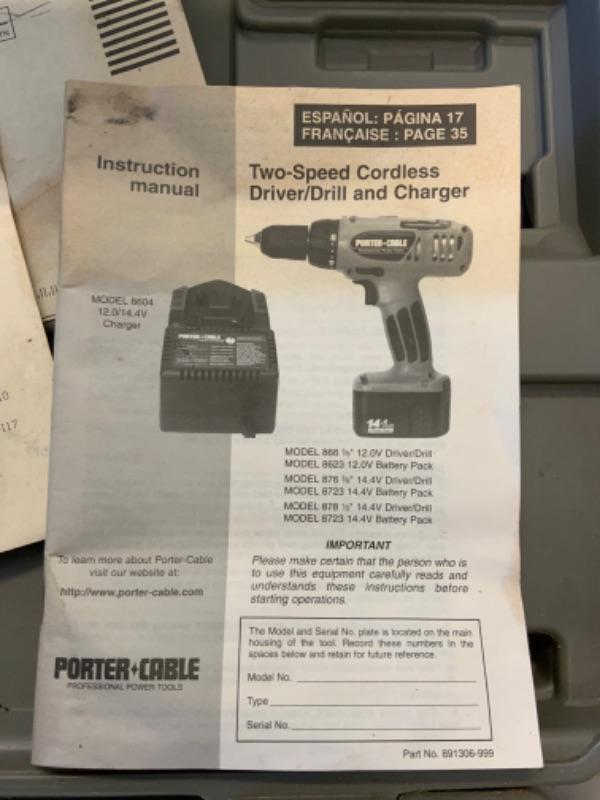 ESPAÑOL: PÁGINA 17
FRANÇAISE : PAGE 35
Instruction
manual
Two-Speed Cordless
Driver/Drill and Charger
PORTER+CABLE
MODEL 8604
12.0/14.4V
Charger
PORTER+CABLE
14.4
MODEL 866 3/8" 12.0V Driver/Drill
MODEL 8623 12.0V Battery Pack
MODEL 876 3/8" 14.4V Driver/Drill
MODEL 8723 14.4V Battery Pack
MODEL 878 1/2" 14.4V Driver/Drill
MODEL 8723 14.4V Battery Pack
IMPORTANT
Please make certain that the person who is
to use this equipment carefully reads and
understands these instructions before
starting operations.
To learn more about Porter-Cable
visit our website at:
http://www.porter-cable.com
The Model and Serial No. plate is located on the main
housing of the tool. Record these numbers in the
spaces below and retain for future reference.
Model No.
Type
Serial No.
PORTER+CABLE
PROFESSIONAL POWER TOOLS
Part No. 891306-999